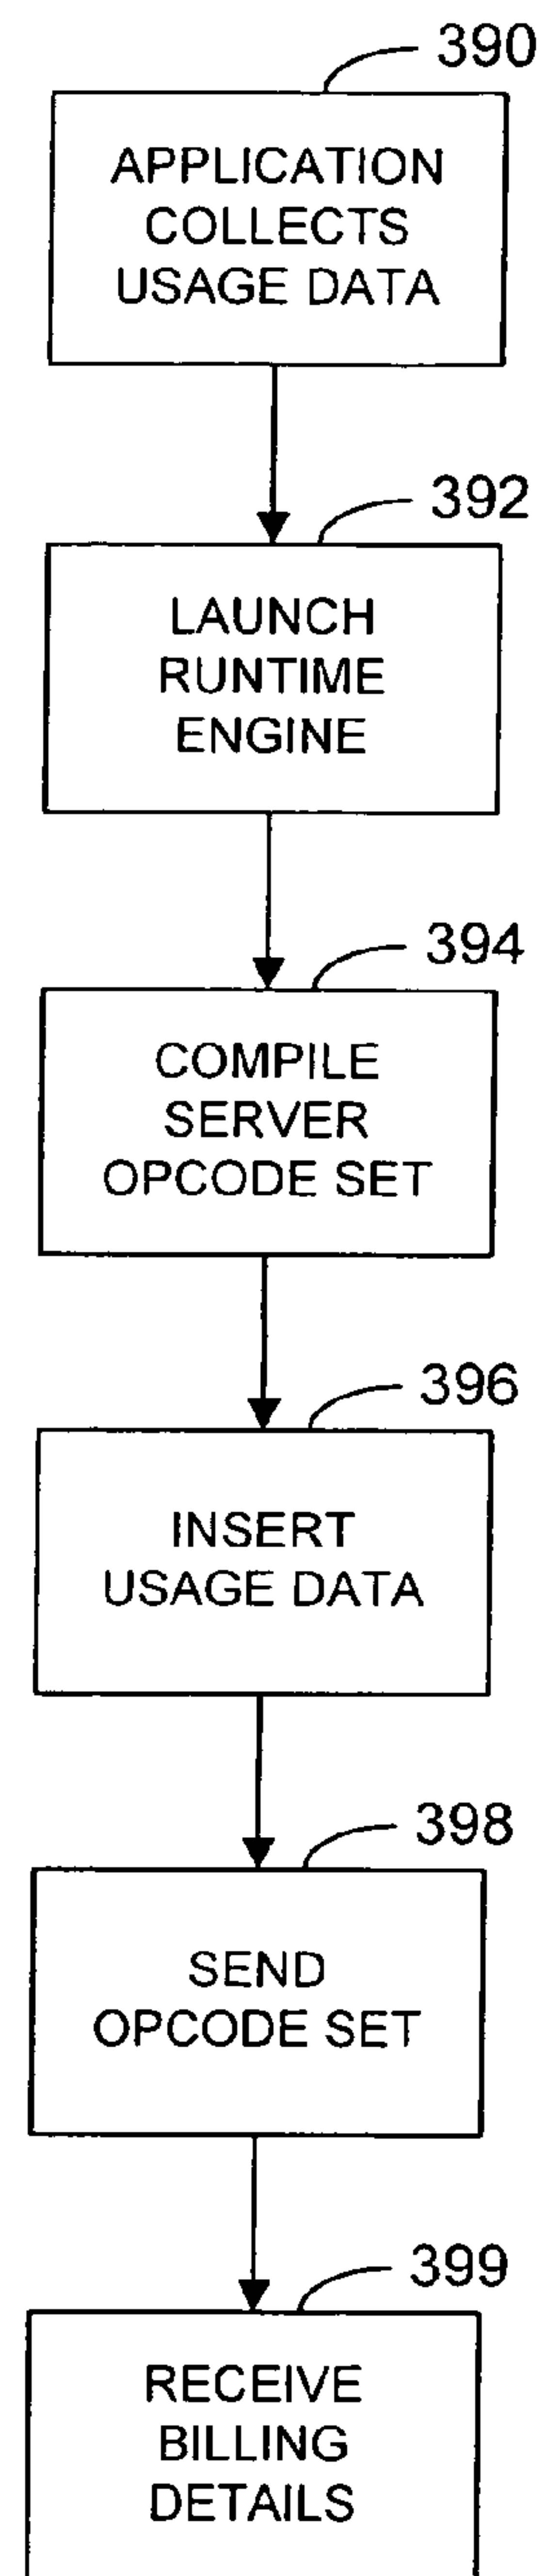 390
APPLICATION
COLLECTS
USAGE DATA
392
LAUNCH
RUNTIME
ENGINE
394
COMPILE
SERVER
OPCODE SET
396
INSERT
USAGE DATA
398
SEND
OPCODE SET
399
RECEIVE
BILLING
DETAILS